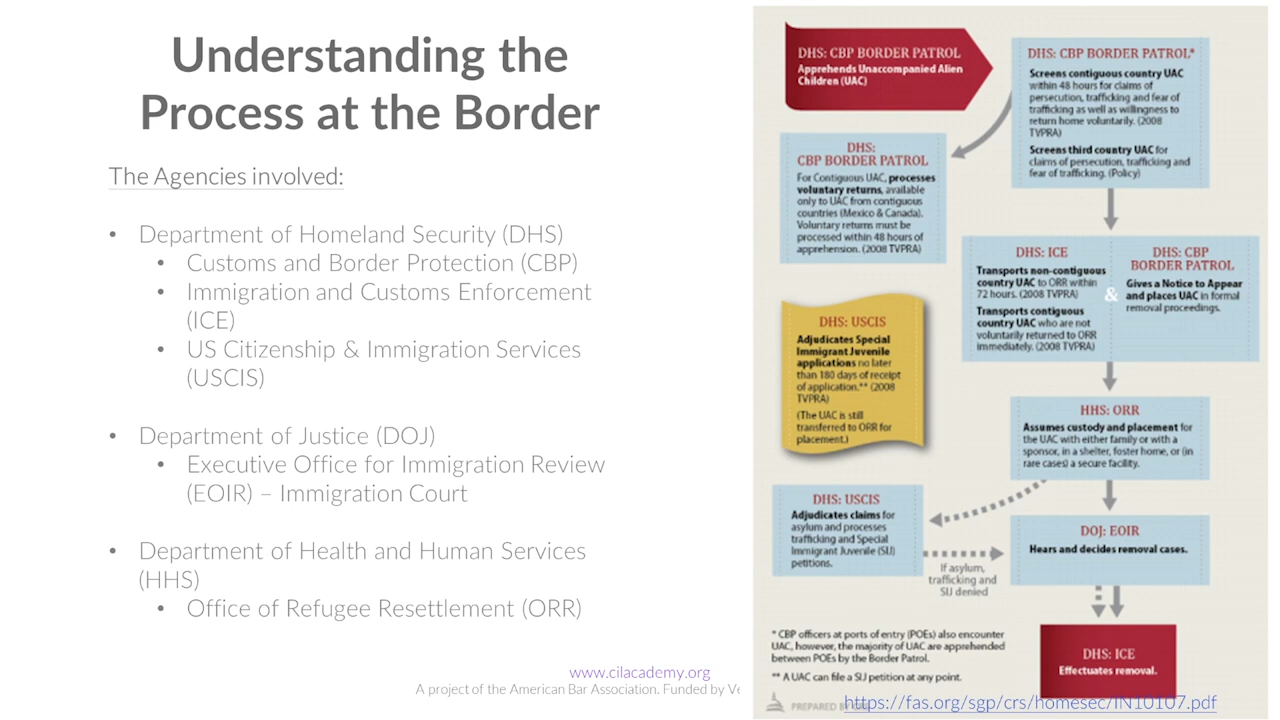 Understanding the
Process at the Border
The Agencies involved:
• Department of Homeland Security (DHS)
• Customs and Border Protection (CBP)
• Immigration and Customs Enforcement
(ICE)
• US Citizenship & Immigration Services
(USCIS)
• Department of Justice (DOJ)
• Executive Office for Immigration Review
(EOIR) – Immigration Court
• Department of Health and Human Services
(HHS)
• Office of Refugee Resettlement (ORR)
www.cilacademy.org
A project of the American Bar Association. Funded by
DHS: CBP BORDER PATROL
Apprehends Unaccompanied Alien
Children (UAC)
DHS: CBP BORDER PATROL*
Screens contiguous country UAC
within 48 hours for claims of
persecution, trafficking and fear of
trafficking as well as willingness to
return home voluntarily. (2008
TVPRA)
Screens third country UAC for
claims of persecution, trafficking and
fear of trafficking. (Policy)
DHS:
CBP BORDER PATROL
For Contiguous UAC, processes
voluntary returns, available
only to UAC from contiguous
countries (Mexico & Canada).
Voluntary returns must be
processed within 48 hours of
apprehension. (2008 TVPRA)
DHS: ICE
Transports non-contiguous
country UAC to ORR within
72 hours. (2008 TVPRA)
Transports contiguous
country UAC who are not
voluntarily returned to ORR
immediately. (2008 TVPRA)
&
DHS: CBP
BORDER PATROL
Gives a Notice to Appear
and places UAC in formal
removal proceedings.
DHS: USCIS
Adjudicates Special
Immigrant Juvenile
applications no later
than 180 days of receipt
of application.** (2008
TVPRA)
(The UAC is still
transferred to ORR for
placement.)
HHS: ORR
Assumes custody and placement for
the UAC with either family or with a
sponsor, in a shelter, foster home, or (in
rare cases) a secure facility.
DHS: USCIS
Adjudicates claims for
asylum and processes
trafficking and Special
Immigrant Juvenile (SIJ)
petitions.
If asylum,
trafficking and
SIJ denied
DOJ: EOIR
Hears and decides removal cases.
DHS: ICE
Effectuates removal.
* CBP officers at ports of entry (POEs) also encounter
UAC, however, the majority of UAC are apprehended
between POEs by the Border Patrol.
** A UAC can file a SIJ petition at any point.
PREPARED BY
https://fas.org/sgp/crs/homesec/IN10107.pdf